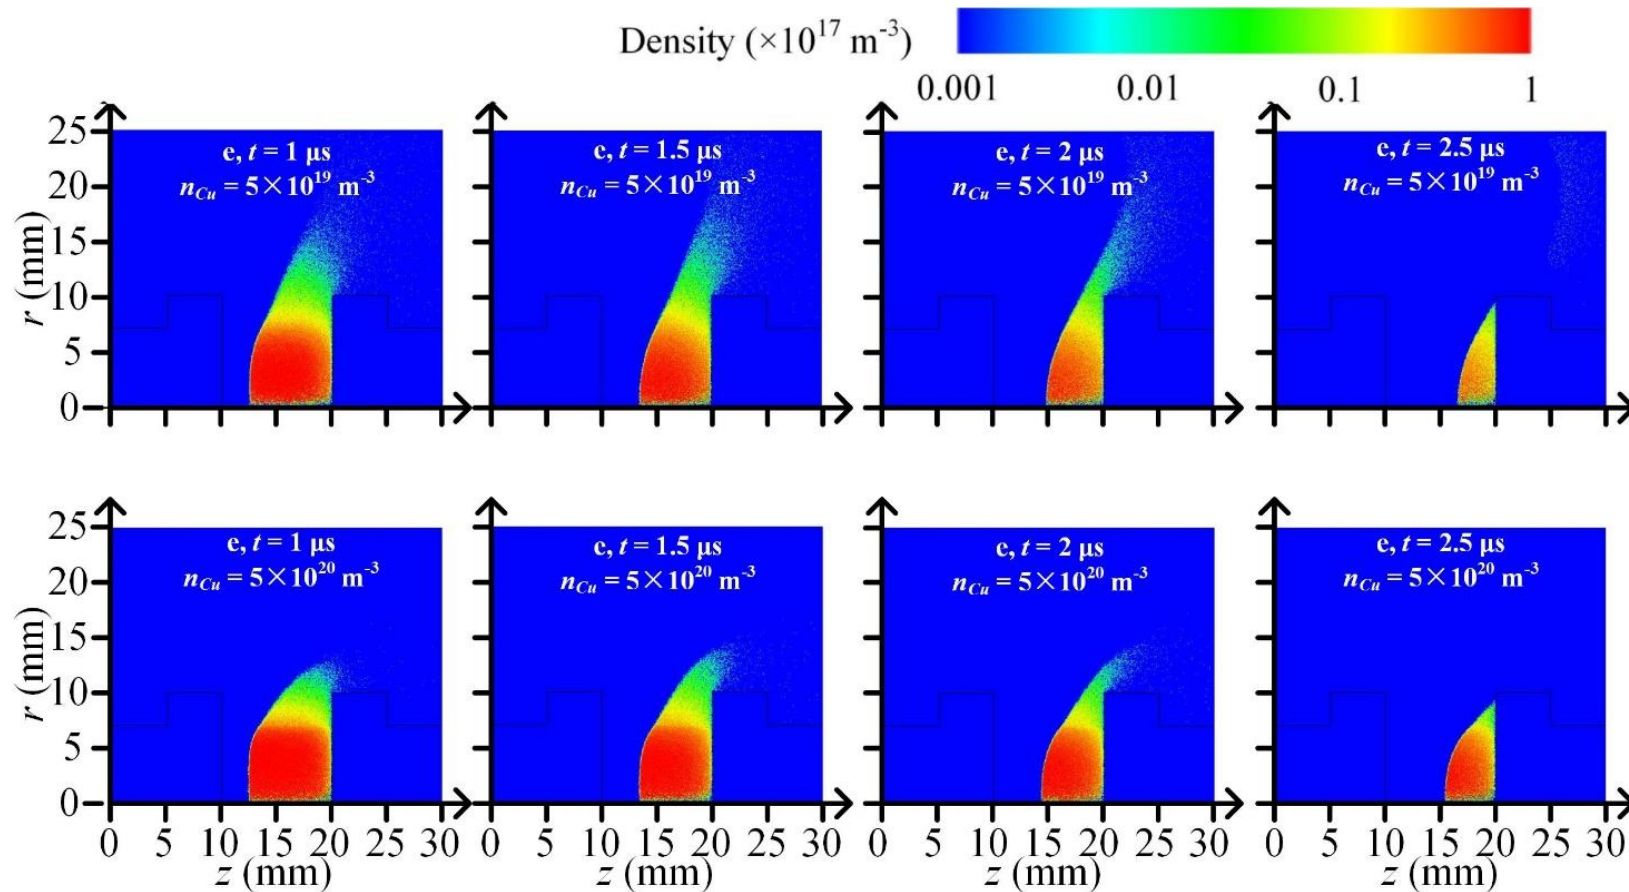 Density (×10¹⁷ m⁻³)
0.001 0.01 0.1 1
25 20 15 10 5 0
r (mm)
e, t = 1 μs
n_Cu = 5×10¹⁹ m⁻³
e, t = 1.5 μs
n_Cu = 5×10¹⁹ m⁻³
e, t = 2 μs
n_Cu = 5×10¹⁹ m⁻³
e, t = 2.5 μs
n_Cu = 5×10¹⁹ m⁻³
25 20 15 10 5 0
r (mm)
e, t = 1 μs
n_Cu = 5×10²⁰ m⁻³
e, t = 1.5 μs
n_Cu = 5×10²⁰ m⁻³
e, t = 2 μs
n_Cu = 5×10²⁰ m⁻³
e, t = 2.5 μs
n_Cu = 5×10²⁰ m⁻³
0 5 10 15 20 25 30 0 5 10 15 20 25 30 0 5 10 15 20 25 30 0 5 10 15 20 25 30
z (mm) z (mm) z (mm) z (mm)